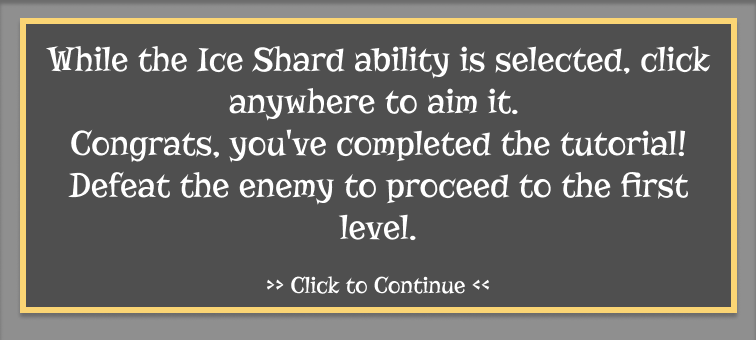 While the Ice Shard ability is selected, click
anywhere to aim it.
Congrats, you've completed the tutorial!
Defeat the enemy to proceed to the first
level.
>> Click to Continue <<